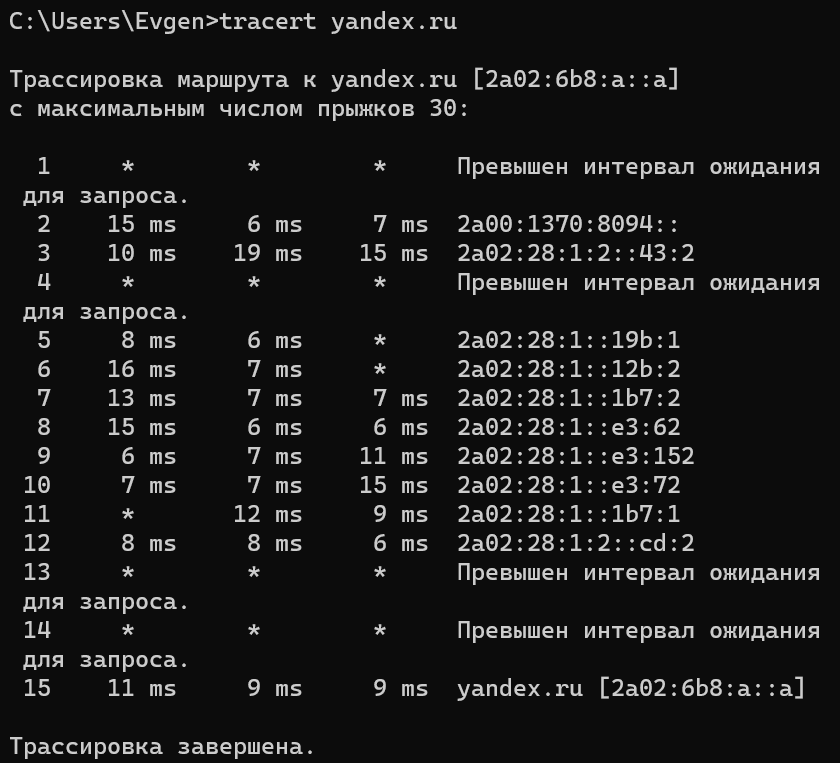 C:\Users\Evgen>tracert yandex.ru
Трассировка маршрута к yandex.ru [2a02:6b8:a::a]
с максимальным числом прыжков 30:
1 * * * Превышен интервал ожидания
для запроса.
2 15 ms 6 ms 7 ms 2a00:1370:8094::
3 10 ms 19 ms 15 ms 2a02:28:1:2::43:2
4 * * * Превышен интервал ожидания
для запроса.
5 8 ms 6 ms * 2a02:28:1::19b:1
6 16 ms 7 ms * 2a02:28:1::12b:2
7 13 ms 7 ms 7 ms 2a02:28:1::1b7:2
8 15 ms 6 ms 6 ms 2a02:28:1::e3:62
9 6 ms 7 ms 11 ms 2a02:28:1::e3:152
10 7 ms 7 ms 15 ms 2a02:28:1::e3:72
11 * 12 ms 9 ms 2a02:28:1::1b7:1
12 8 ms 8 ms 6 ms 2a02:28:1:2::cd:2
13 * * * Превышен интервал ожидания
для запроса.
14 * * * Превышен интервал ожидания
для запроса.
15 11 ms 9 ms 9 ms yandex.ru [2a02:6b8:a::a]
Трассировка завершена.